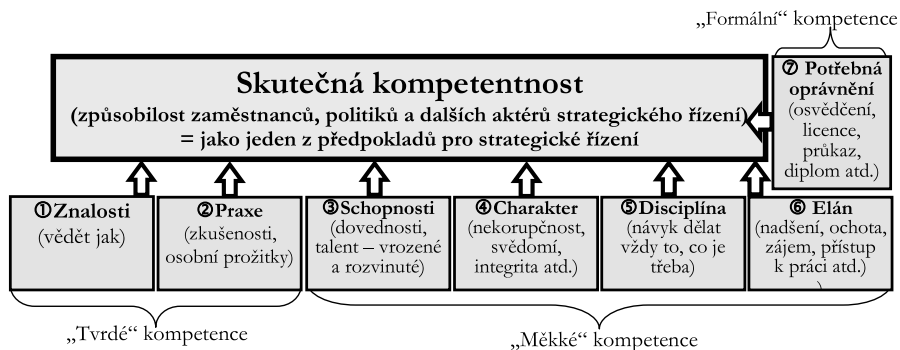 „Formální“ kompetence
Skutečná kompetentnost
(způsobilost zaměstnanců, politiků a dalších aktérů strategického řízení)
= jako jeden z předpokladů pro strategické řízení
⑦ Potřebná
oprávnění
(osvědčení,
licence,
průkaz,
diplom atd.)
①Znalosti
(vědět jak)
②Praxe
(zkušenosti,
osobní prožitky)
③Schopnosti
(dovednosti,
talent – vrozené
a rozvinuté)
④Charakter
(nekorupčnost,
svědomí,
integrita atd.)
⑤Disciplína
(návyk dělat
vždy to, co je
třeba)
⑥ Elán
(nadšení, ochota,
zájem, přístup
k práci atd.)
)
„Tvrdé“ kompetence
„Měkké“ kompetence